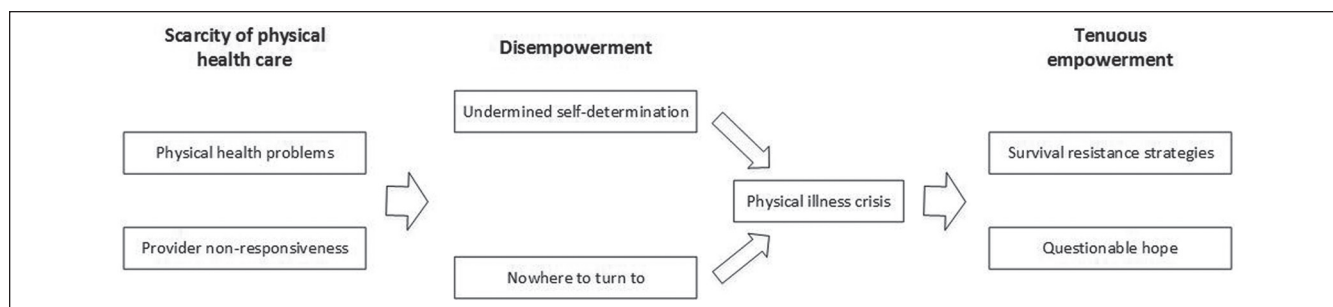 Scarcity of physical
health care
Physical health problems
Provider non-responsiveness
Disempowerment
Undermined self-determination
Nowhere to turn to
Physical illness crisis
Tenuous
empowerment
Survival resistance strategies
Questionable hope